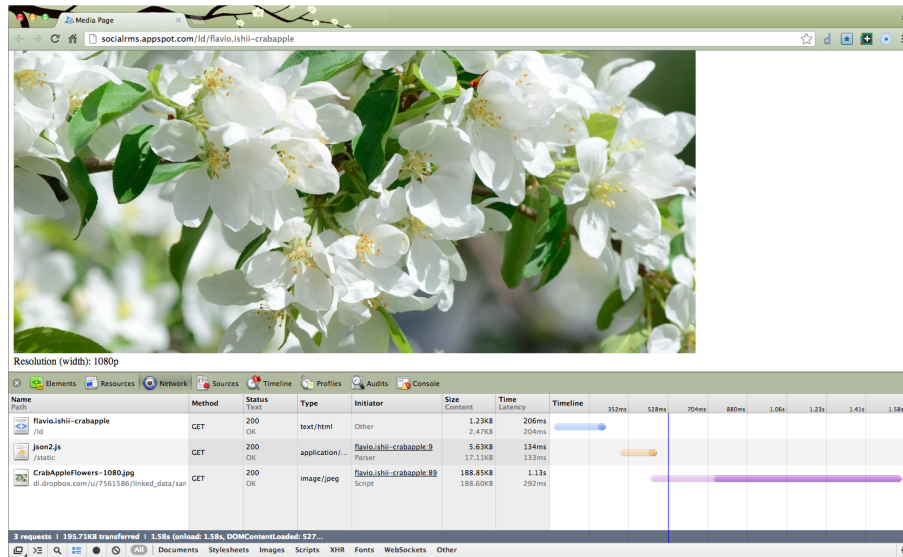 Media Page
socialrms.appspot.com/ld/flavio.ishii-crabapple
Resolution (width): 1080p
Elements Resources Network Sources Timeline Profiles Audits Console
Name Method Status Type Initiator Size Time Timeline
Path Text Content Latency 352ms 528ms 704ms 880ms 1.06s 1.23s 1.41s 1.58s
flavio.ishii-crabapple GET 200 text/html Other 1.23KB 206ms
/ld OK 2.47KB 204ms
json2.js GET 200 application/... flavio.ishii-crabapple:9 5.63KB 134ms
/static OK Parser 17.11KB 133ms
CrabAppleFlowers-1080.jpg GET 200 image/jpeg flavio.ishii-crabapple:89 188.85KB 1.13s
dl.dropbox.com/u/7561586/linked_data/san OK Script 188.60KB 292ms
3 requests | 195.71KB transferred | 1.58s (onload: 1.58s, DOMContentLoaded: 527...
All Documents Stylesheets Images Scripts XHR Fonts WebSockets Other